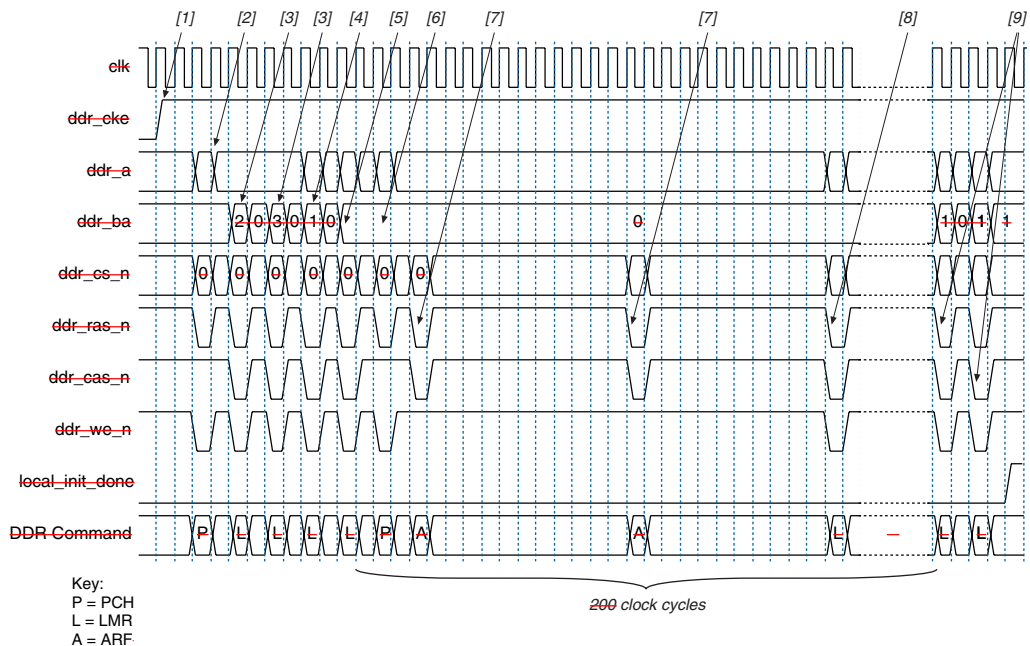 [1] [2] [3] [3] [4] [5] [6] [7] [7] [8] [9]
clk
ddr_cke
ddr_a
ddr_ba 2 0 3 0 1 0 0 1 0 1 1
ddr_cs_n 0 0 0 0 0 0 0
ddr_ras_n
ddr_cas_n
ddr_we_n
local_init_done
DDR Command P L L L L P A A L L L
200 clock cycles
Key:
P = PCH
L = LMR
A = ARF